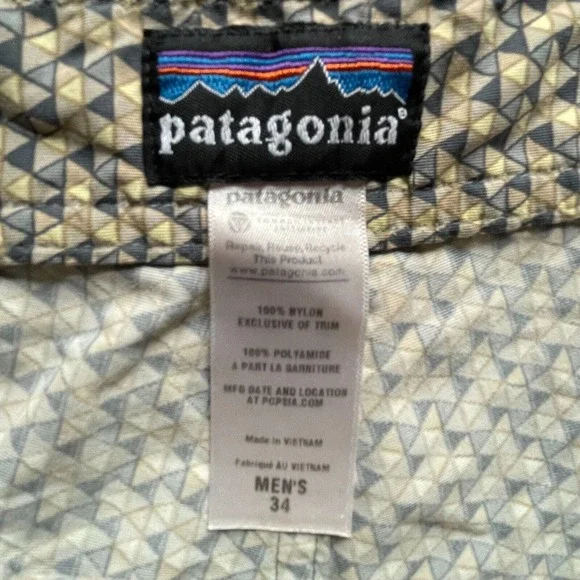 patagonia®
patagonia
Repair, Reuse, Recycle
This Product
www.patagonia.com
100% NYLON
EXCLUSIVE OF TRIM
100% POLYAMIDE
A PART LA GARNITURE
MFG DATE AND LOCATION
AT PCPSIA.COM
Made in VIETNAM
Fabriqué AU VIETNAM
MEN'S
34